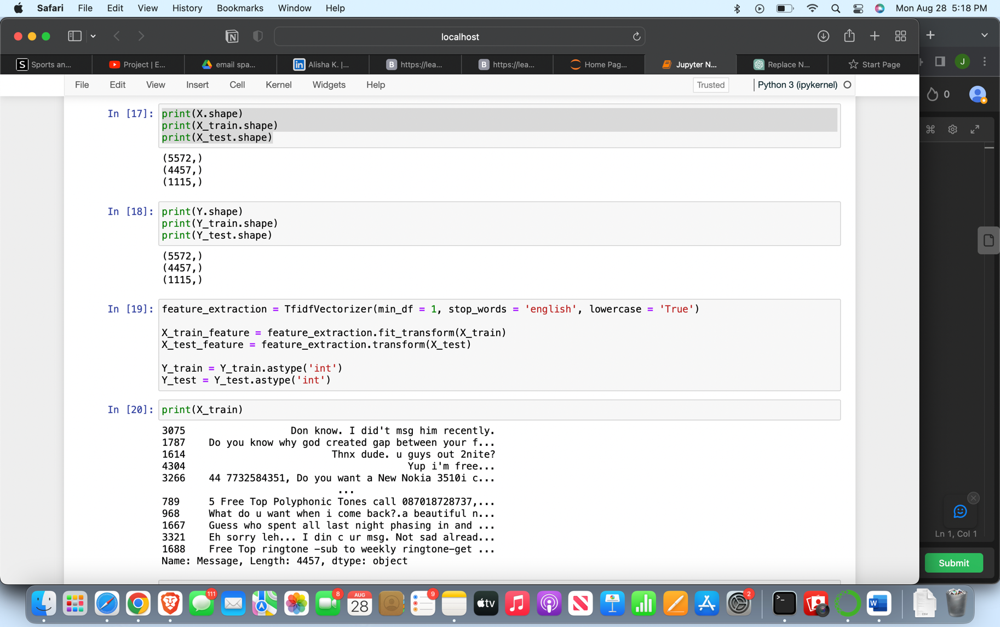 Safari File Edit View History Bookmarks Window Help Mon Aug 28 5:18 PM
localhost
S Sports an... Project | E... email spa... in Alisha K. |... B https://lea... B https://lea... Home Pag... Jupyter N... Replace N... Start Page
J
File Edit View Insert Cell Kernel Widgets Help Trusted Python 3 (ipykernel)
0
In [17]: print(X.shape)
print(X_train.shape)
print(X_test.shape)
(5572,)
(4457,)
(1115,)
In [18]: print(Y.shape)
print(Y_train.shape)
print(Y_test.shape)
(5572,)
(4457,)
(1115,)
In [19]: feature_extraction = TfidfVectorizer(min_df = 1, stop_words = 'english', lowercase = 'True')
X_train_feature = feature_extraction.fit_transform(X_train)
X_test_feature = feature_extraction.transform(X_test)
Y_train = Y_train.astype('int')
Y_test = Y_test.astype('int')
In [20]: print(X_train)
3075 Don know. I did't msg him recently.
1787 Do you know why god created gap between your f...
1614 Thnx dude. u guys out 2nite?
4304 Yup i'm free...
3266 44 7732584351, Do you want a New Nokia 3510i c...
...
789 5 Free Top Polyphonic Tones call 087018728737,...
968 What do u want when i come back?.a beautiful n...
1667 Guess who spent all last night phasing in and ...
3321 Eh sorry leh... I din c ur msg. Not sad alread...
1688 Free Top ringtone -sub to weekly ringtone-get ...
Name: Message, Length: 4457, dtype: object
Ln 1, Col 1
Submit
111 8 AUG 28 9 tv 2 >_ W CSV